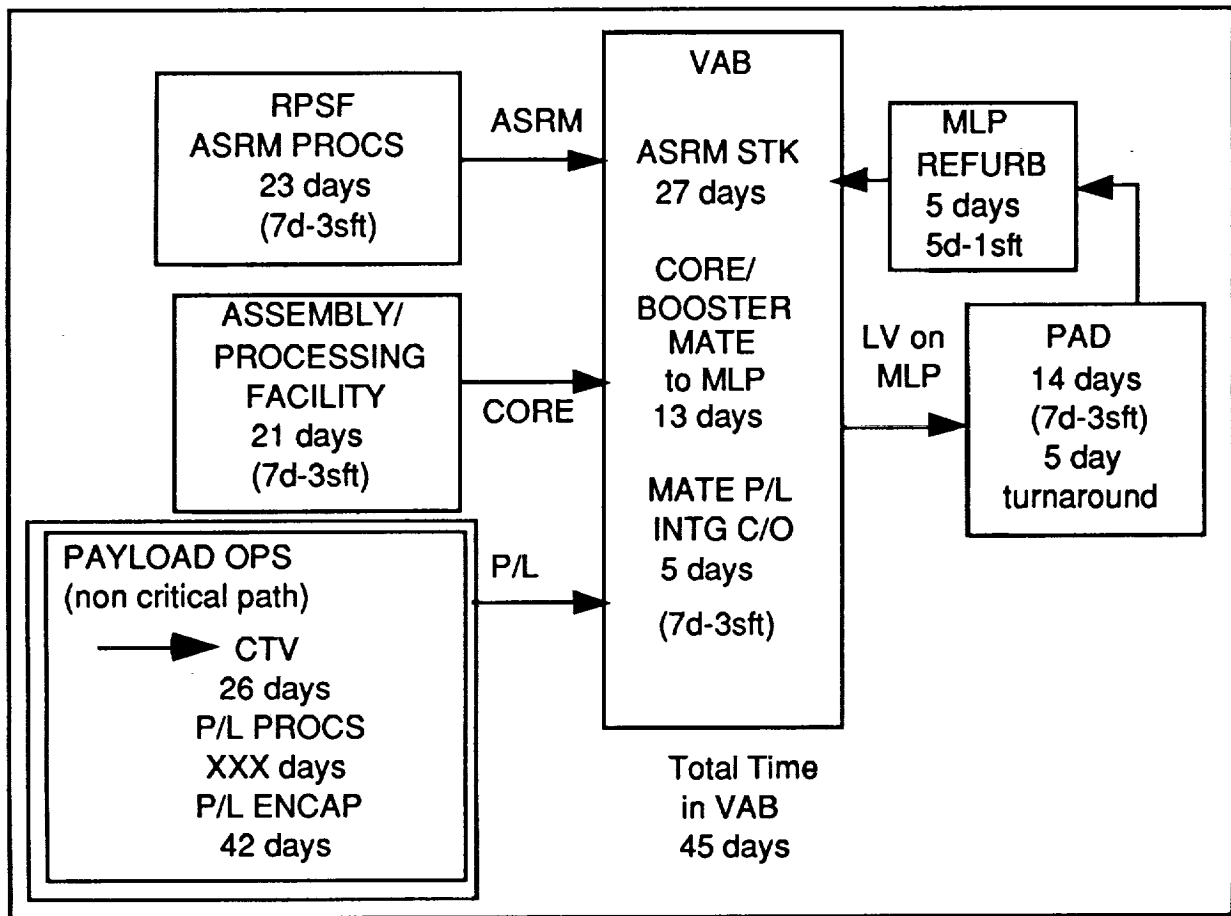 RPSF
ASRM PROCS
23 days
(7d-3sft)
ASRM
ASSEMBLY/
PROCESSING
FACILITY
21 days
(7d-3sft)
CORE
PAYLOAD OPS
(non critical path)
CTV
26 days
P/L PROCS
XXX days
P/L ENCAP
42 days
P/L
VAB
ASRM STK
27 days
CORE/
BOOSTER
MATE
to MLP
13 days
MATE P/L
INTG C/O
5 days
(7d-3sft)
Total Time
in VAB
45 days
MLP
REFURB
5 days
5d-1sft
LV on
MLP
PAD
14 days
(7d-3sft)
5 day
turnaround